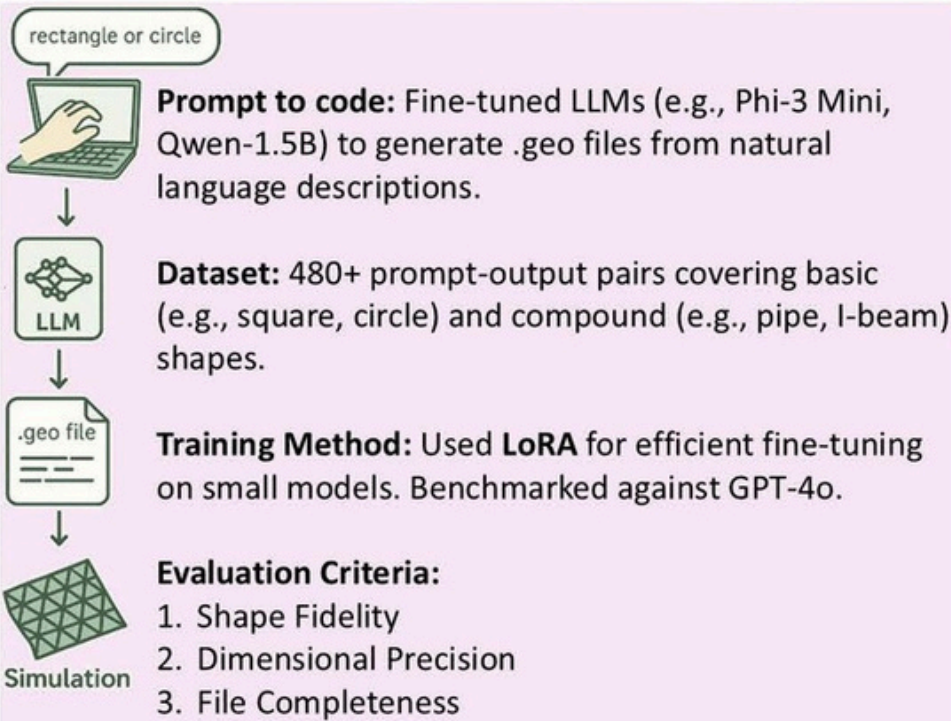 rectangle or circle
Prompt to code: Fine-tuned LLMs (e.g., Phi-3 Mini,
Qwen-1.5B) to generate .geo files from natural
language descriptions.
LLM
Dataset: 480+ prompt-output pairs covering basic
(e.g., square, circle) and compound (e.g., pipe, I-beam)
shapes.
.geo file
Training Method: Used LoRA for efficient fine-tuning
on small models. Benchmarked against GPT-4o.
Simulation
Evaluation Criteria:
1. Shape Fidelity
2. Dimensional Precision
3. File Completeness